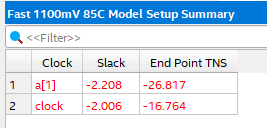 Fast 1100mV 85C Model Setup Summary
<<Filter>>
Clock Slack End Point TNS
1 a[1] -2.208 -26.817
2 clock -2.006 -16.764